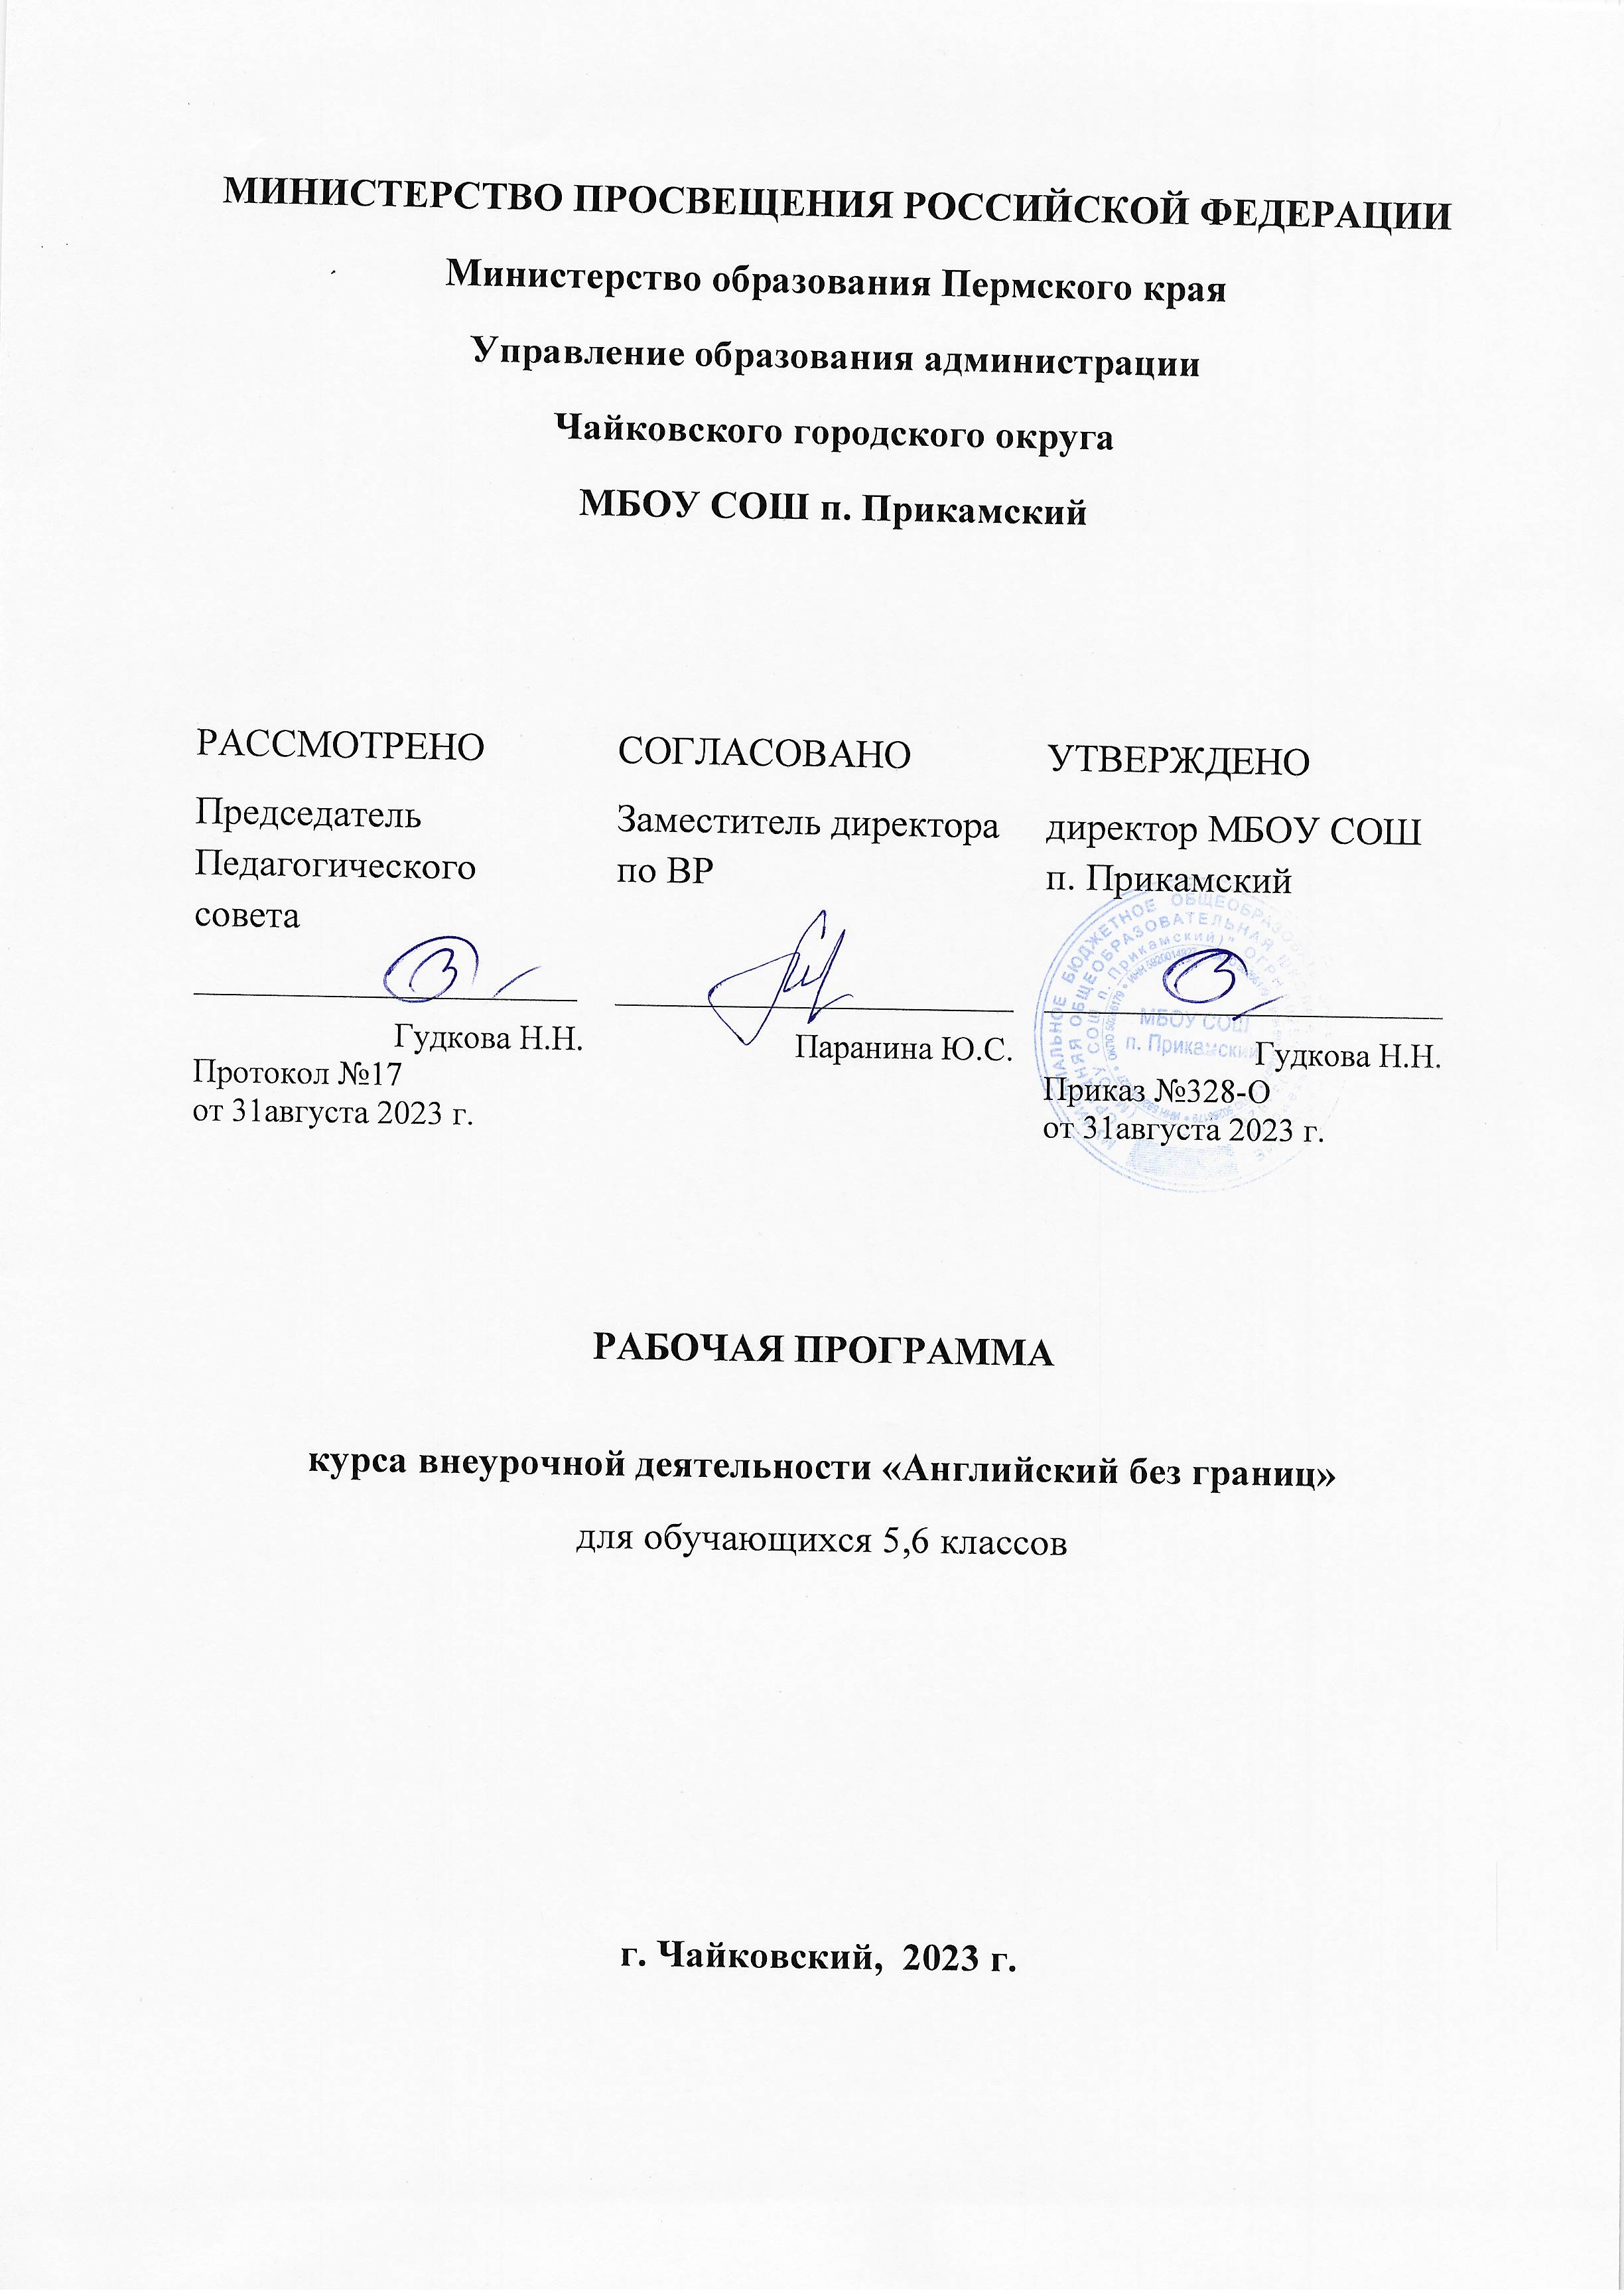 МИНИСТЕРСТВО ПРОСВЕЩЕНИЯ РОССИЙСКОЙ ФЕДЕРАЦИИ
Министерство образования Пермского края
Управление образования администрации
Чайковского городского округа
МБОУ СОШ п. Прикамский
РАССМОТРЕНО
Председатель
Педагогического
совета
Гудкова Н.Н.
Протокол №17
от 31августа 2023 г.
СОГЛАСОВАНО
Заместитель директора
по ВР
Паранина Ю.С.
УТВЕРЖДЕНО
директор МБОУ СОШ
п. Прикамский
Гудкова Н.Н.
Приказ №328-О
от 31августа 2023 г.
МБОУ СОШ
п. Прикамский
РАБОЧАЯ ПРОГРАММА
курса внеурочной деятельности «Английский без границ»
для обучающихся 5,6 классов
г. Чайковский,  2023 г.